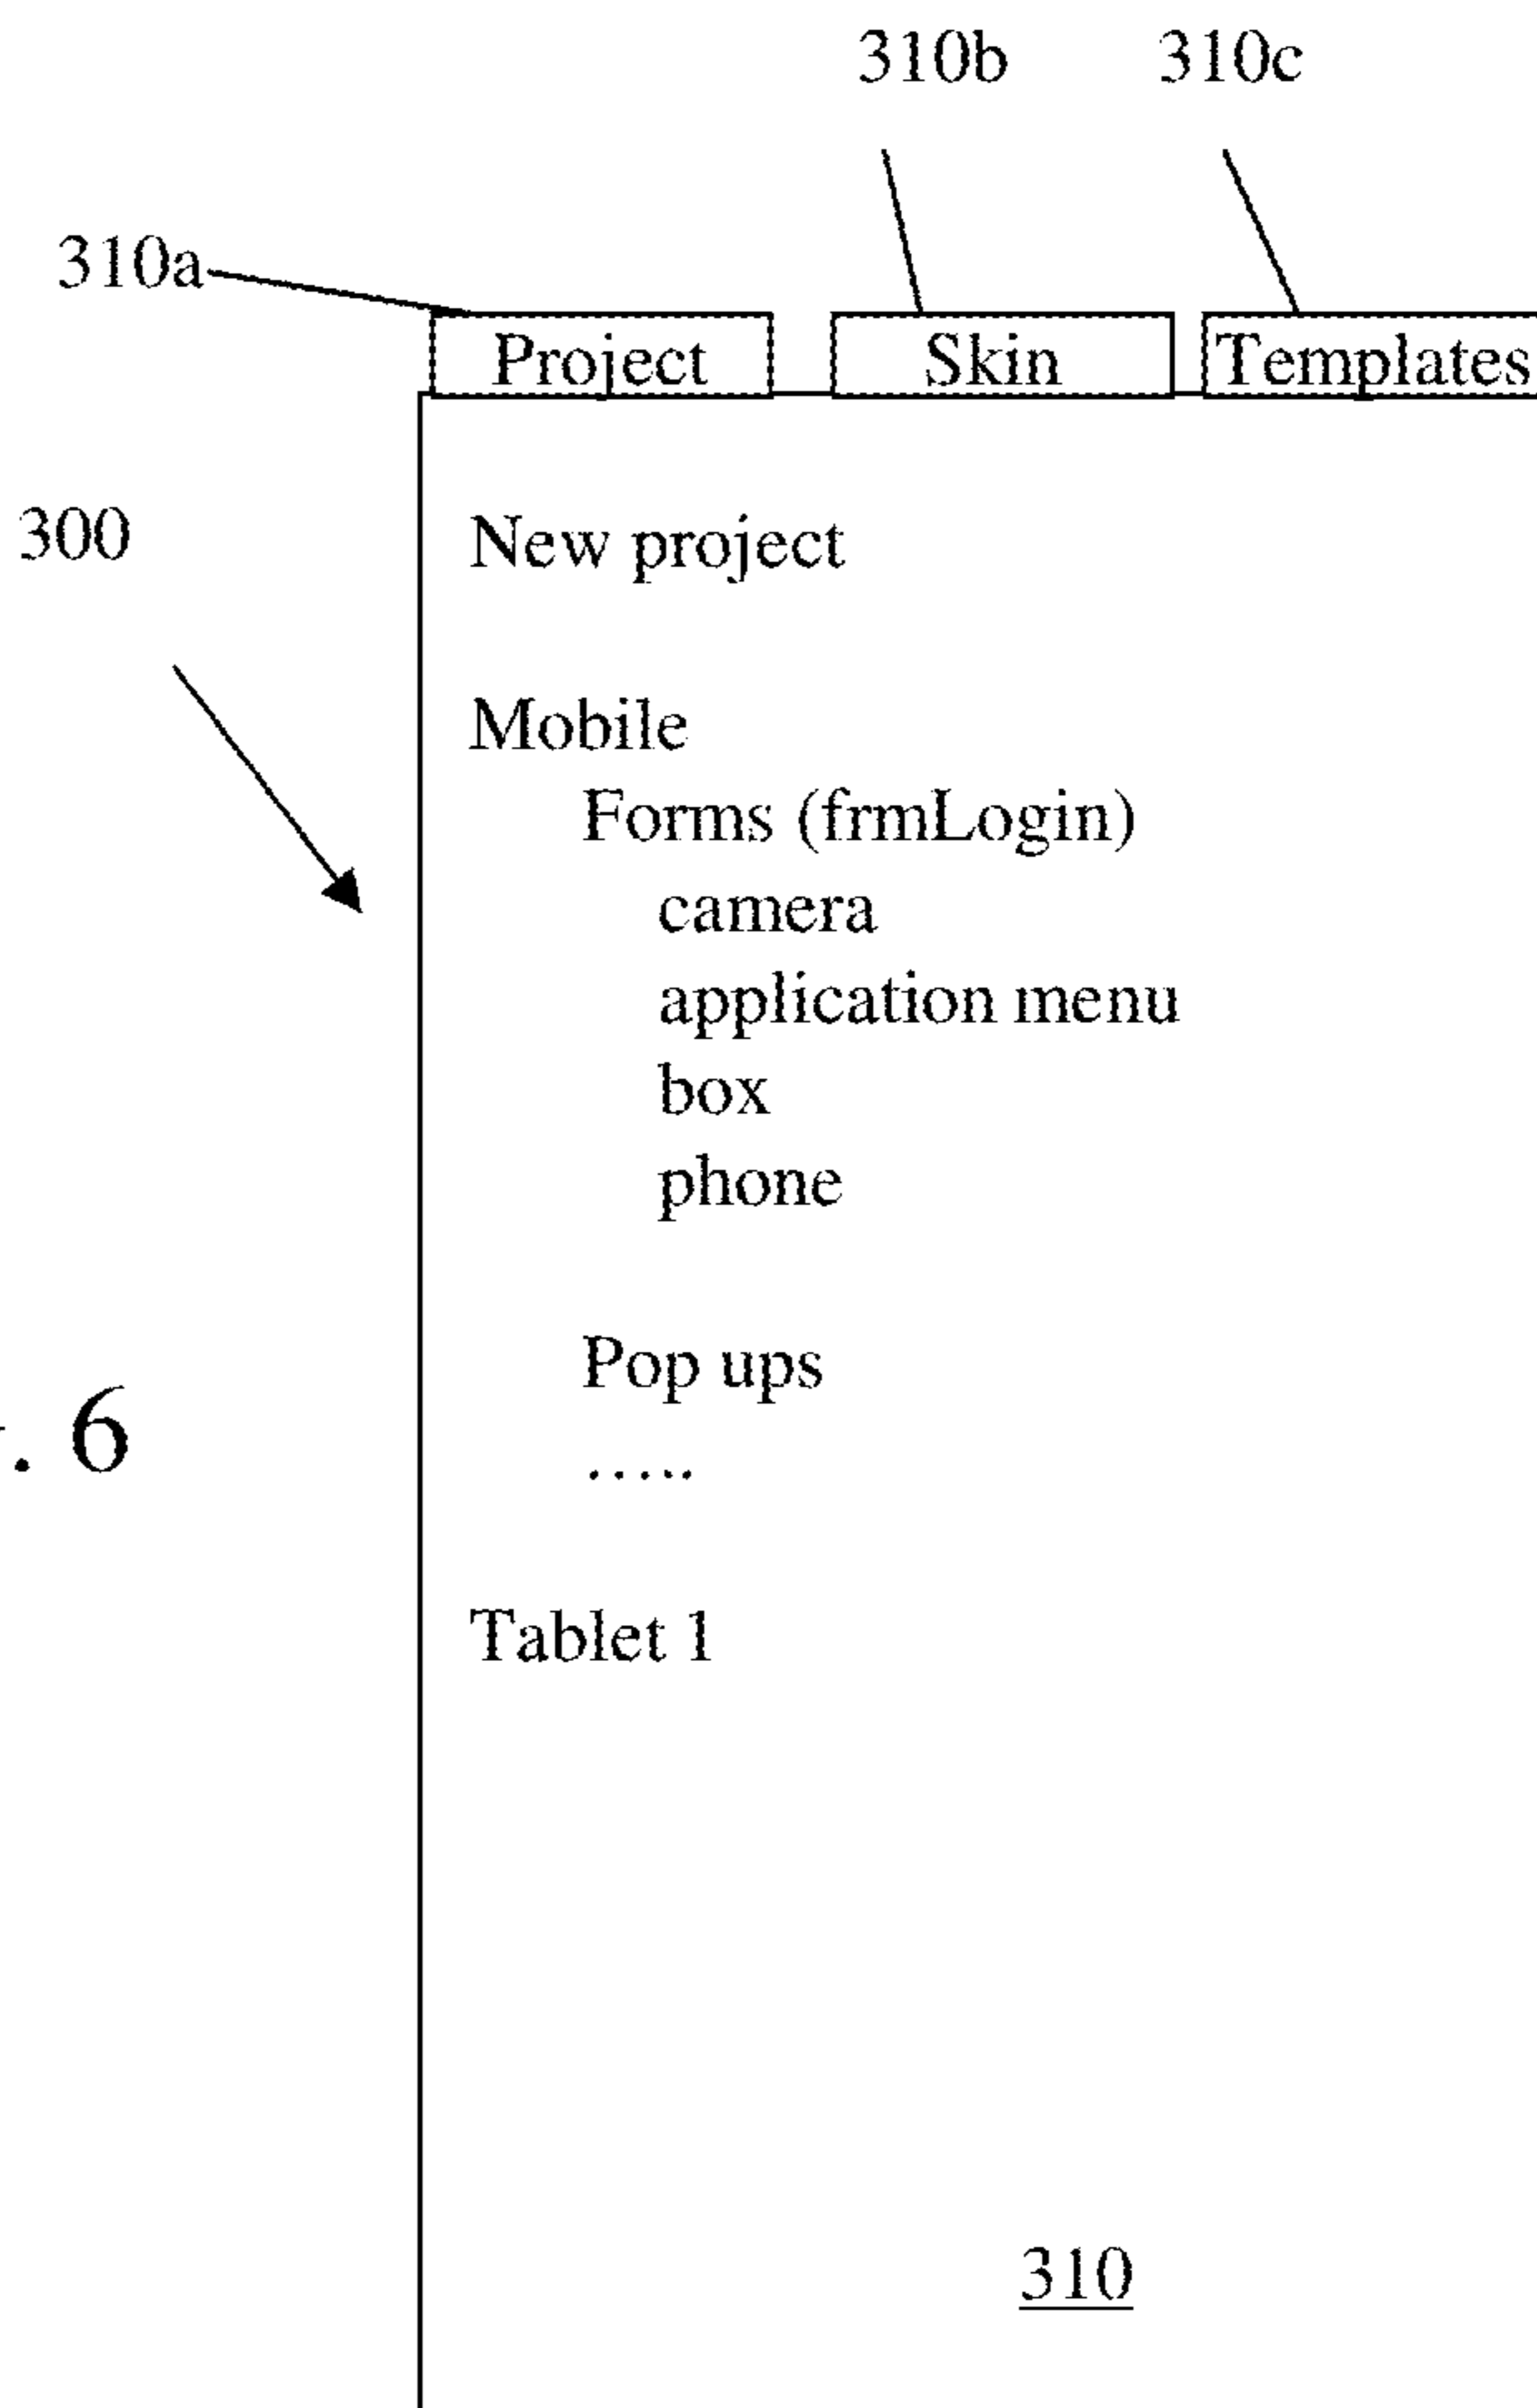 310b 310c
310a
Project Skin Templates
300
New project
Mobile
Forms (frmLogin)
camera
application menu
box
phone
Pop ups
. 6
.....
Tablet 1
310